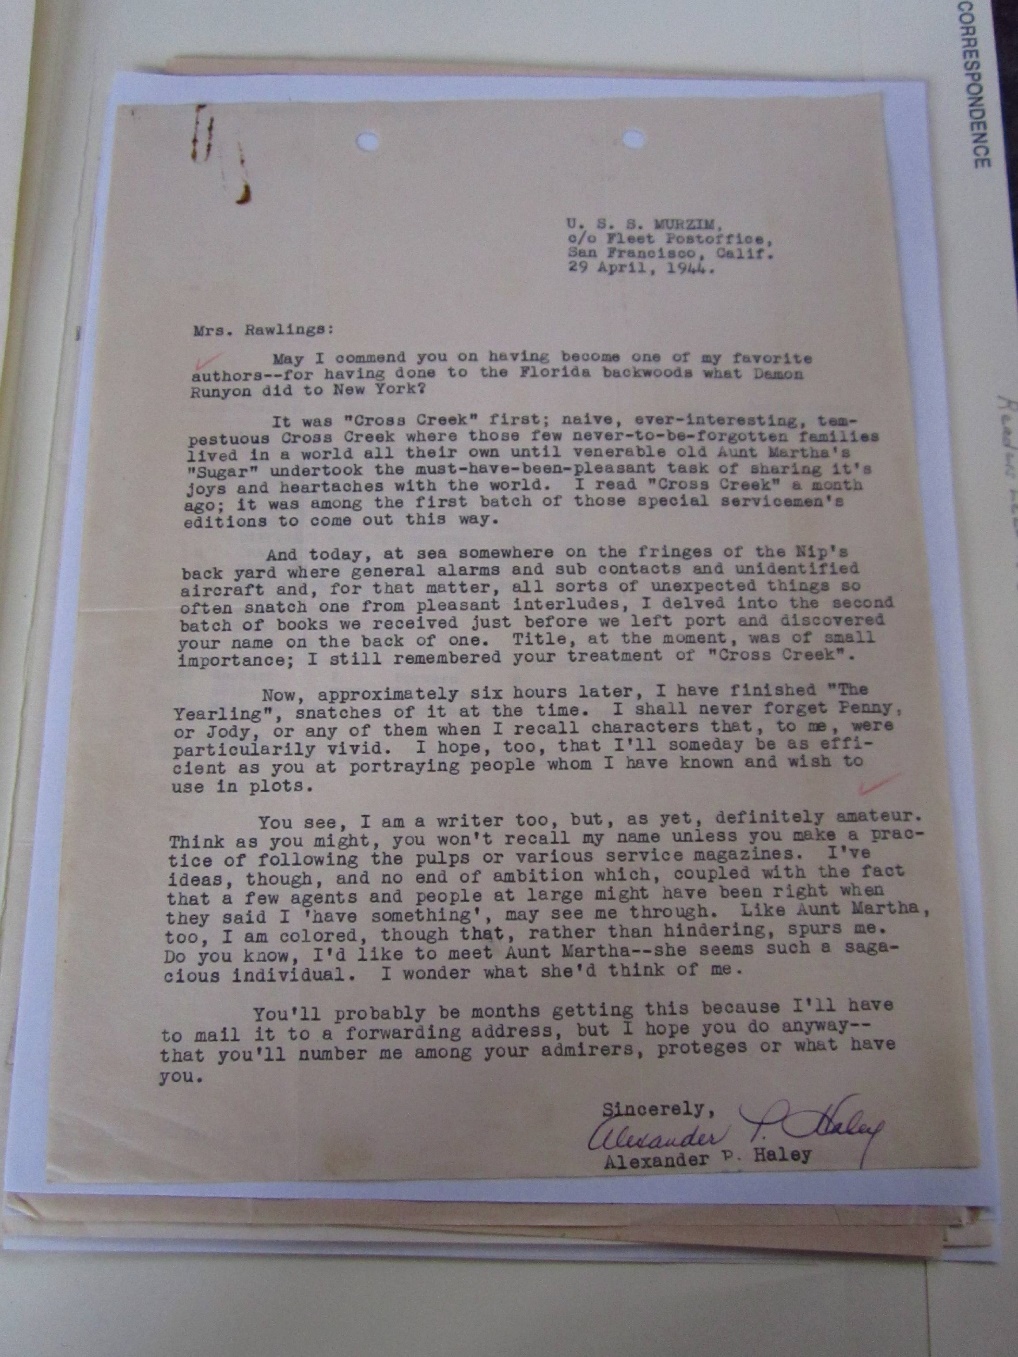 CORRESPONDENCE
U. S. S. MURZIM,
c/o Fleet Postoffice,
San Francisco, Calif.
29 April, 1944.
Mrs. Rawlings:
May I commend you on having become one of my favorite
authors--for having done to the Florida backwoods what Damon
Runyon did to New York?
It was "Cross Creek" first; naive, ever-interesting, tem-
pestuous Cross Creek where those few never-to-be-forgotten families
lived in a world all their own until venerable old Aunt Martha's
"Sugar" undertook the must-have-been-pleasant task of sharing it's
joys and heartaches with the world. I read "Cross Creek" a month
ago; it was among the first batch of those special servicemen's
editions to come out this way.
And today, at sea somewhere on the fringes of the Nip's
back yard where general alarms and sub contacts and unidentified
aircraft and, for that matter, all sorts of unexpected things so
often snatch one from pleasant interludes, I delved into the second
batch of books we received just before we left port and discovered
your name on the back of one. Title, at the moment, was of small
importance; I still remembered your treatment of "Cross Creek".
Now, approximately six hours later, I have finished "The
Yearling", snatches of it at the time. I shall never forget Penny,
or Jody, or any of them when I recall characters that, to me, were
particularily vivid. I hope, too, that I'll someday be as effi-
cient as you at portraying people whom I have known and wish to
use in plots.
You see, I am a writer too, but, as yet, definitely amateur.
Think as you might, you won't recall my name unless you make a prac-
tice of following the pulps or various service magazines. I've
ideas, though, and no end of ambition which, coupled with the fact
that a few agents and people at large might have been right when
they said I 'have something', may see me through. Like Aunt Martha,
too, I am colored, though that, rather than hindering, spurs me.
Do you know, I'd like to meet Aunt Martha--she seems such a saga-
cious individual. I wonder what she'd think of me.
You'll probably be months getting this because I'll have
to mail it to a forwarding address, but I hope you do anyway--
that you'll number me among your admirers, proteges or what have
you.
Sincerely,
Alexander P. Haley
Alexander P. Haley